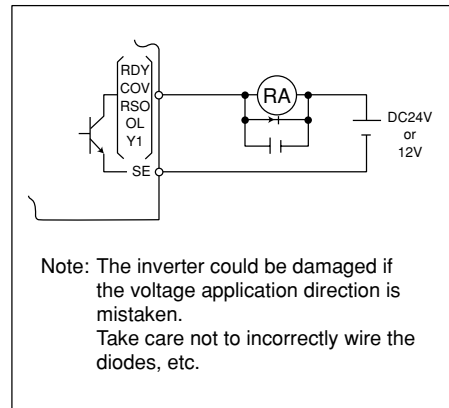 RDY
COV
RSO
OL
Y1
SE
RA
DC24V
or
12V
Note: The inverter could be damaged if
the voltage application direction is
mistaken.
Take care not to incorrectly wire the
diodes, etc.